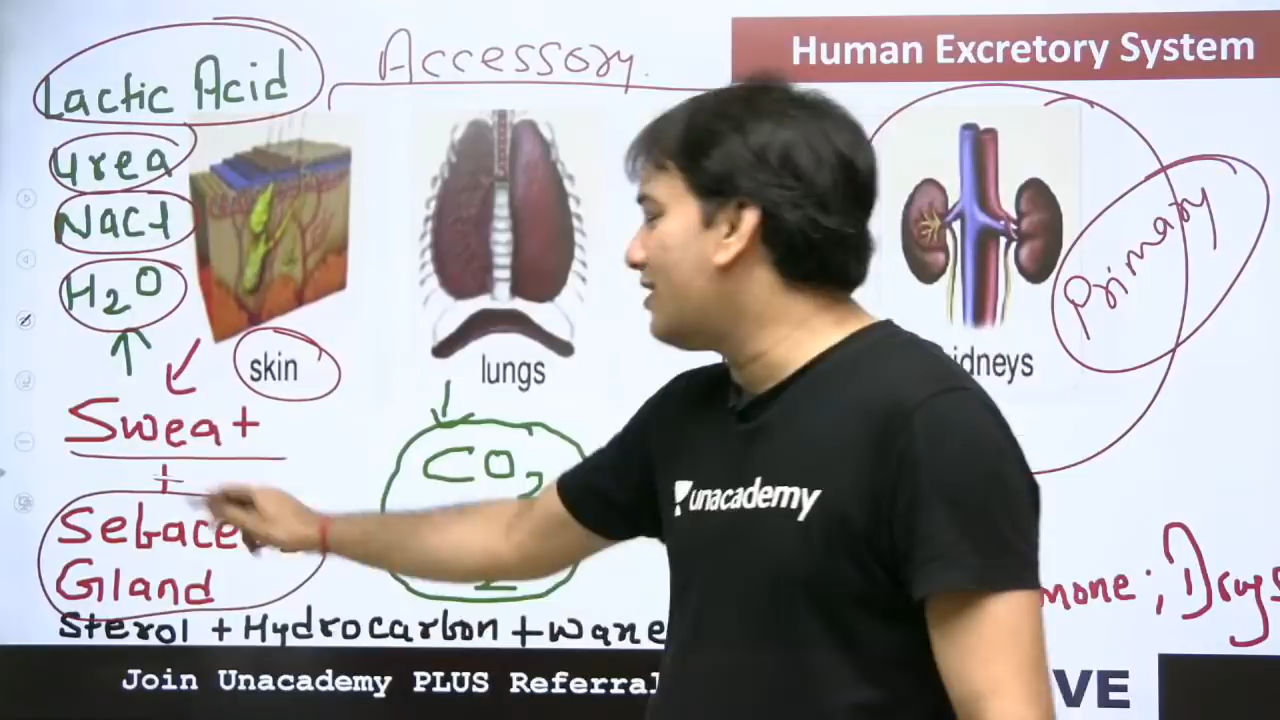 Human Excretory System
Accessory.
Lactic Acid
Urea
NaCl
H2O
skin
lungs
kidneys
Primary
Sweat
+
CO2
Sebace
Gland
Sterol + Hydrocarbon + wane
mone ; Drugs
unacademy
Join Unacademy PLUS Referral
VE